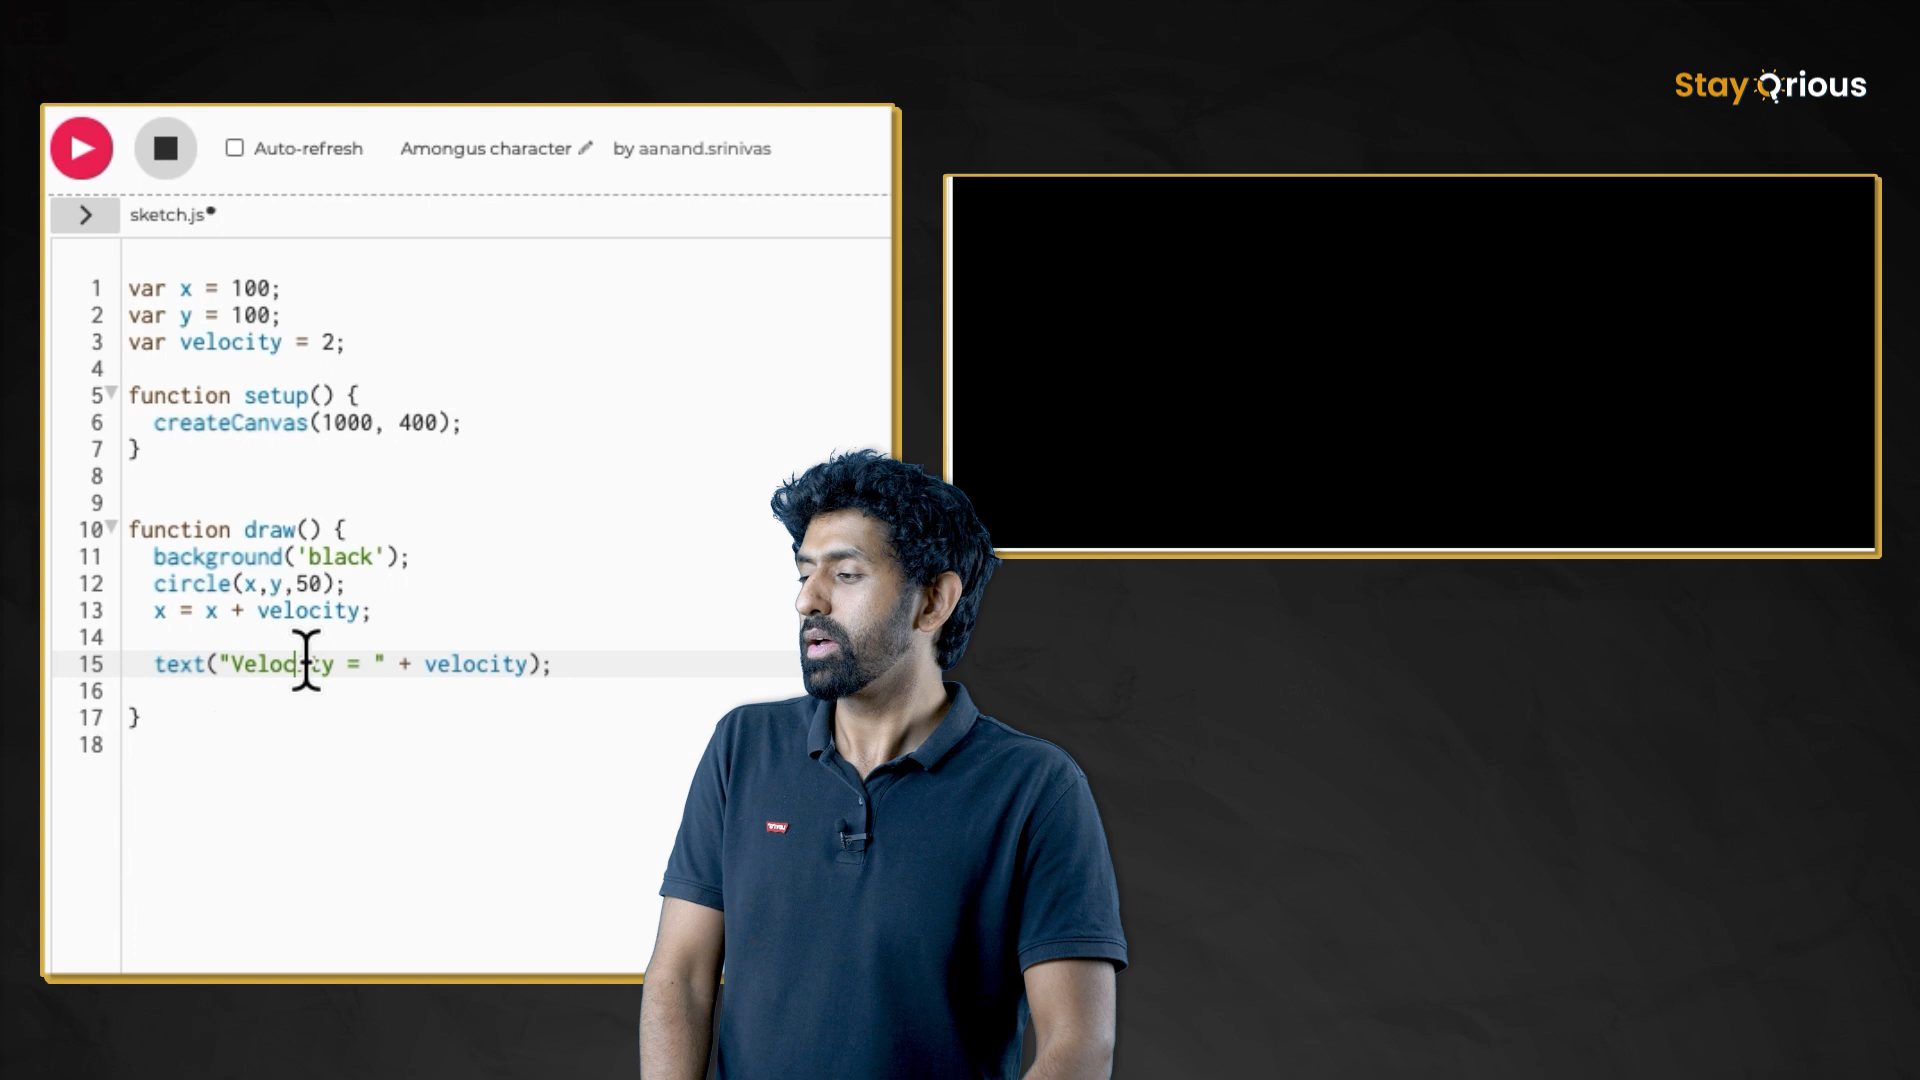 Stay Qrious
Auto-refresh Amongus character by aanand.srinivas
sketch.js
1 var x = 100;
2 var y = 100;
3 var velocity = 2;
4
5 function setup() {
6 createCanvas(1000, 400);
7 }
8
9
10 function draw() {
11 background('black');
12 circle(x,y,50);
13 x = x + velocity;
14
15 text("Velocity = " + velocity);
16
17 }
18